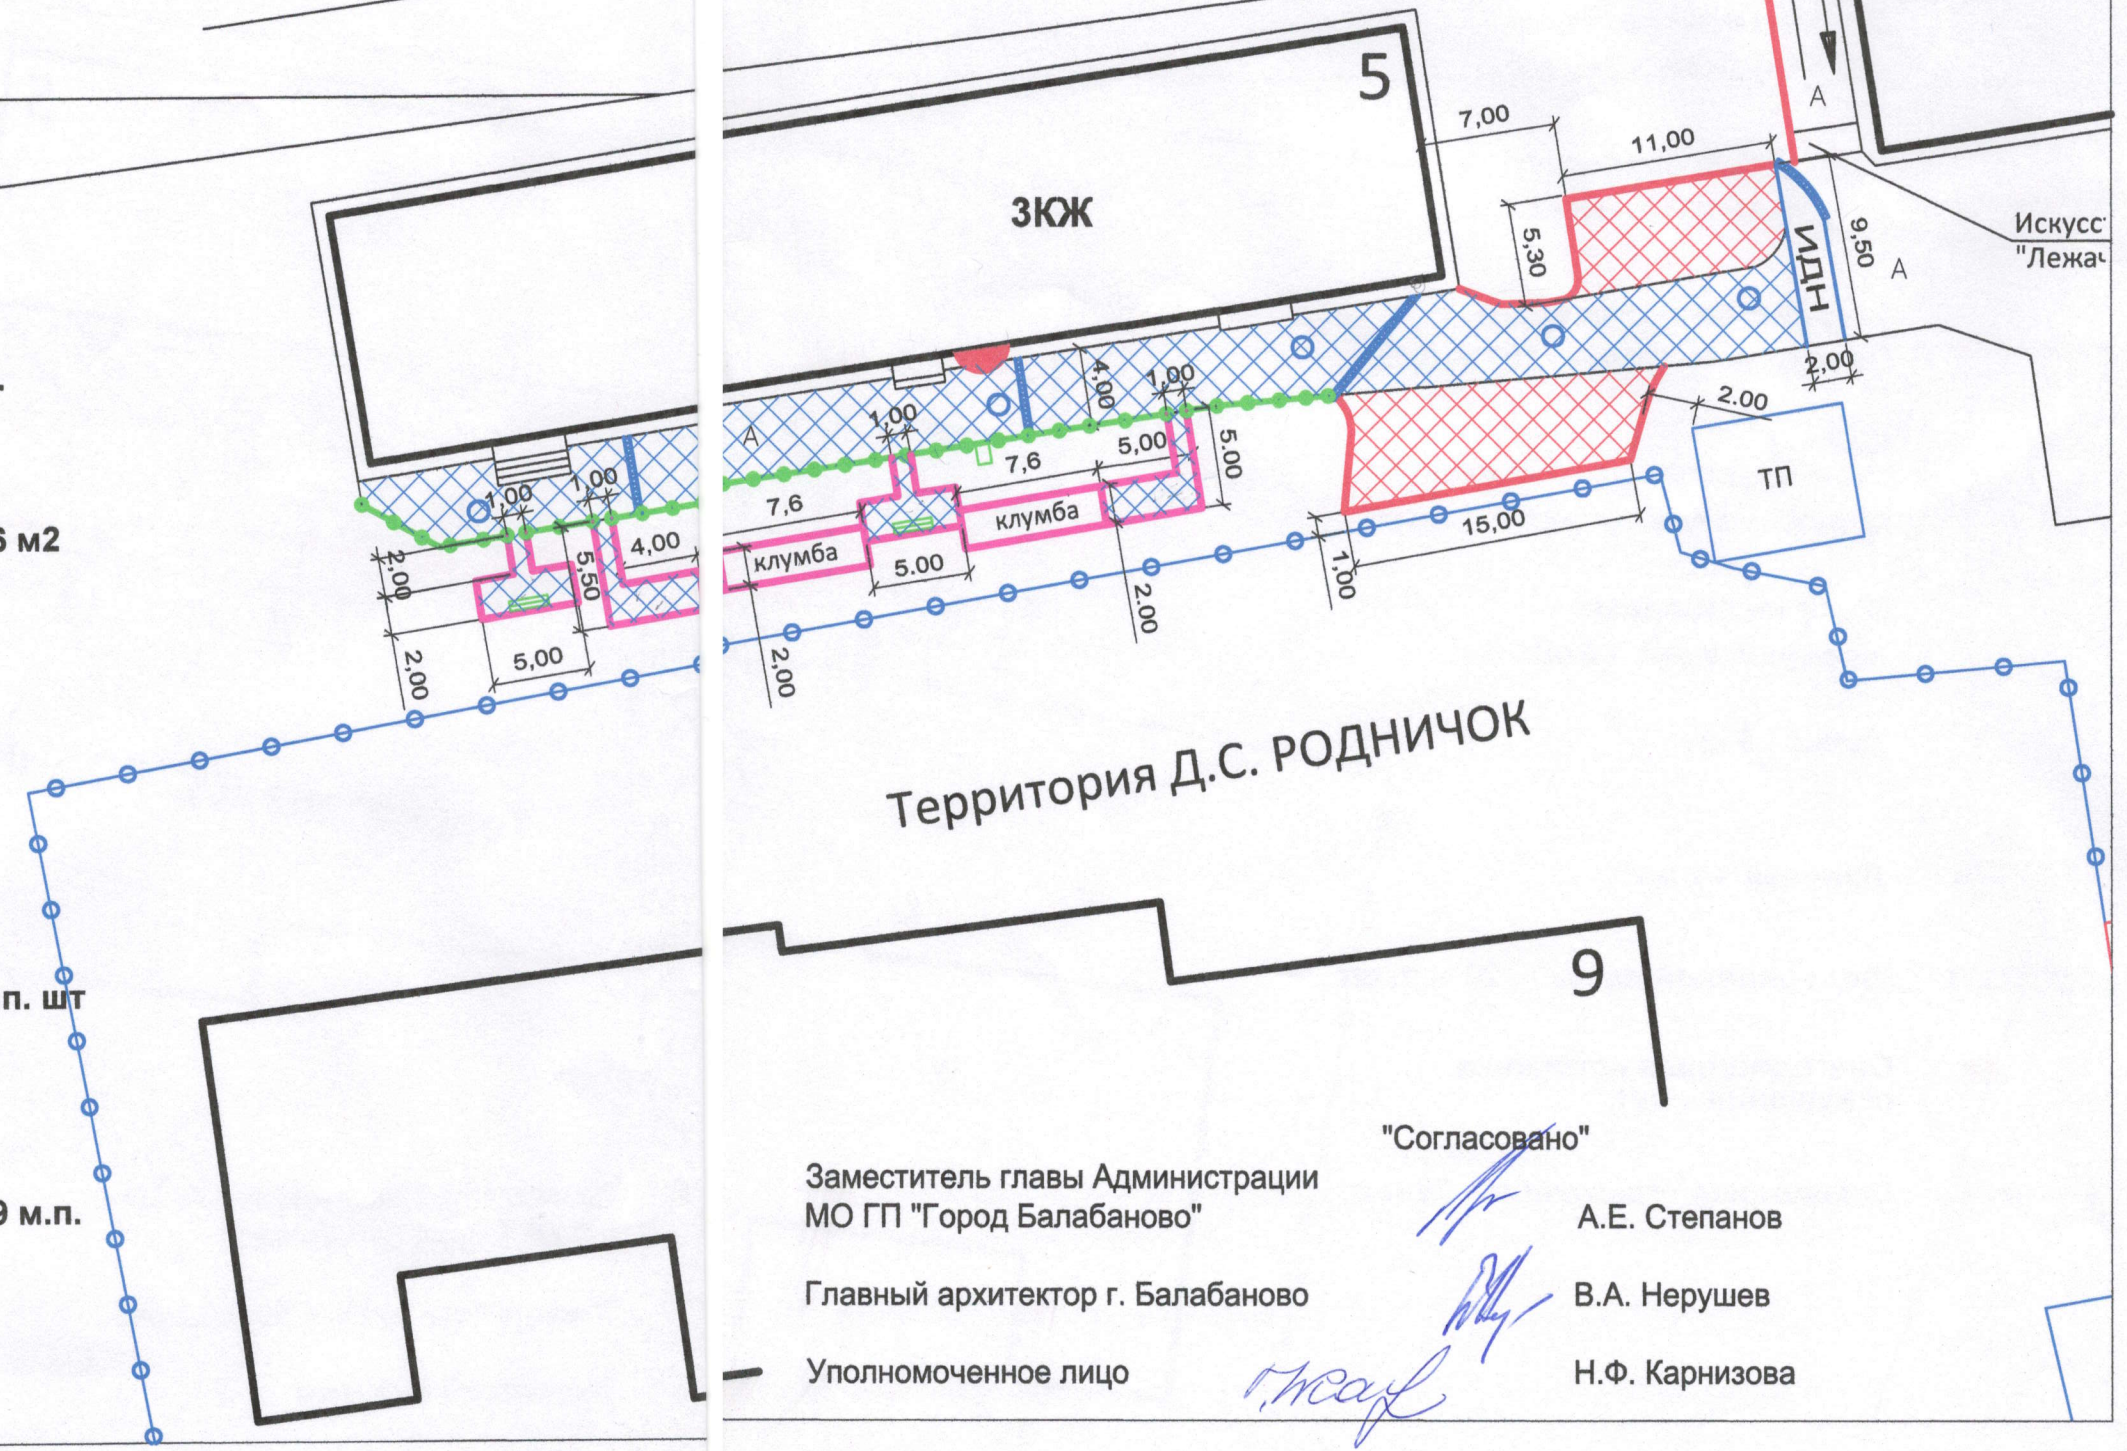 5
7,00
А
11,00
3КЖ
5,30
ИДН
9,50
А
Искусс
"Лежач
4,00
1,00
2,00
2.00
1,00
А
5,00
5.00
7,6
7,6
ТП
1,00
1,00
клумба
15,00
6 м2
4,00
клумба
5.00
2,00
5,50
1,00
2.00
2,00
5,00
2,00
Территория Д.С. РОДНИЧОК
9
п. шт
"Согласовано"
Заместитель главы Администрации
МО ГП "Город Балабаново"
А.Е. Степанов
9 м.п.
Главный архитектор г. Балабаново
В.А. Нерушев
Уполномоченное лицо
Н.Ф. Карнизова